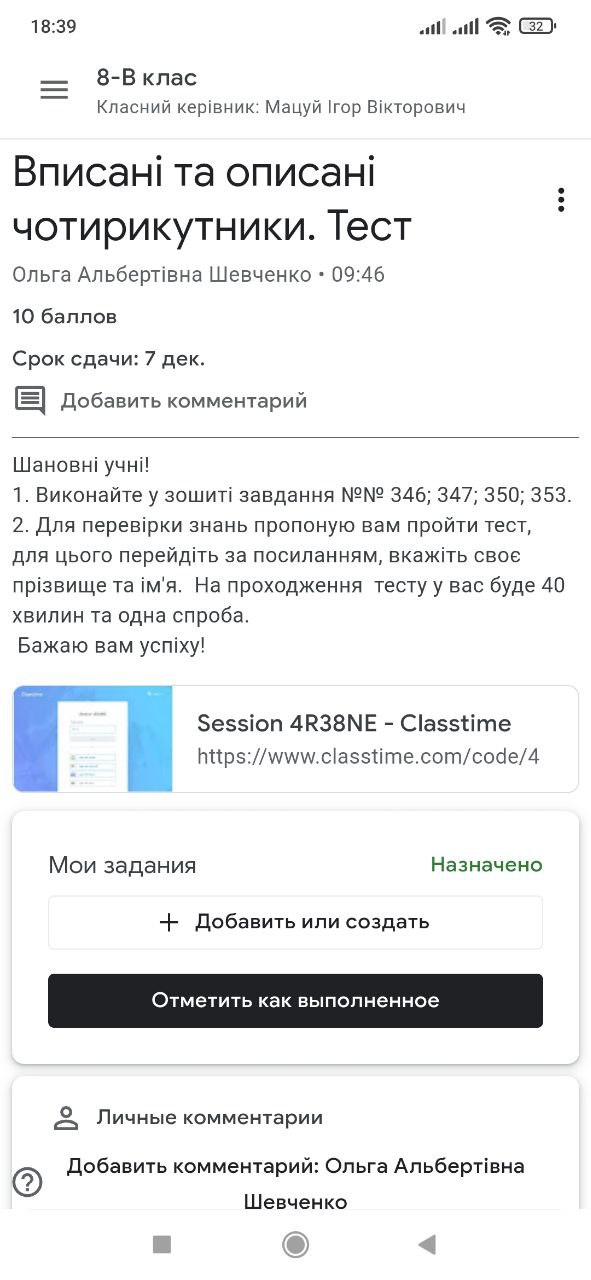 18:39
32
8-В клас
Класний керівник: Мацуй Ігор Вікторович
Вписані та описані
чотирикутники. Тест
Ольга Альбертівна Шевченко • 09:46
10 баллов
Срок сдачи: 7 дек.
Добавить комментарий
Шановні учні!
1. Виконайте у зошиті завдання №№ 346; 347; 350; 353.
2. Для перевірки знань пропоную вам пройти тест,
для цього перейдіть за посиланням, вкажіть своє
прізвище та ім'я. На проходження тесту у вас буде 40
хвилин та одна спроба.
Бажаю вам успіху!
Session 4R38NE - Classtime
https://www.classtime.com/code/4
Мои задания
Назначено
+ Добавить или создать
Отметить как выполненное
Личные комментарии
Добавить комментарий: Ольга Альбертівна
Шевченко